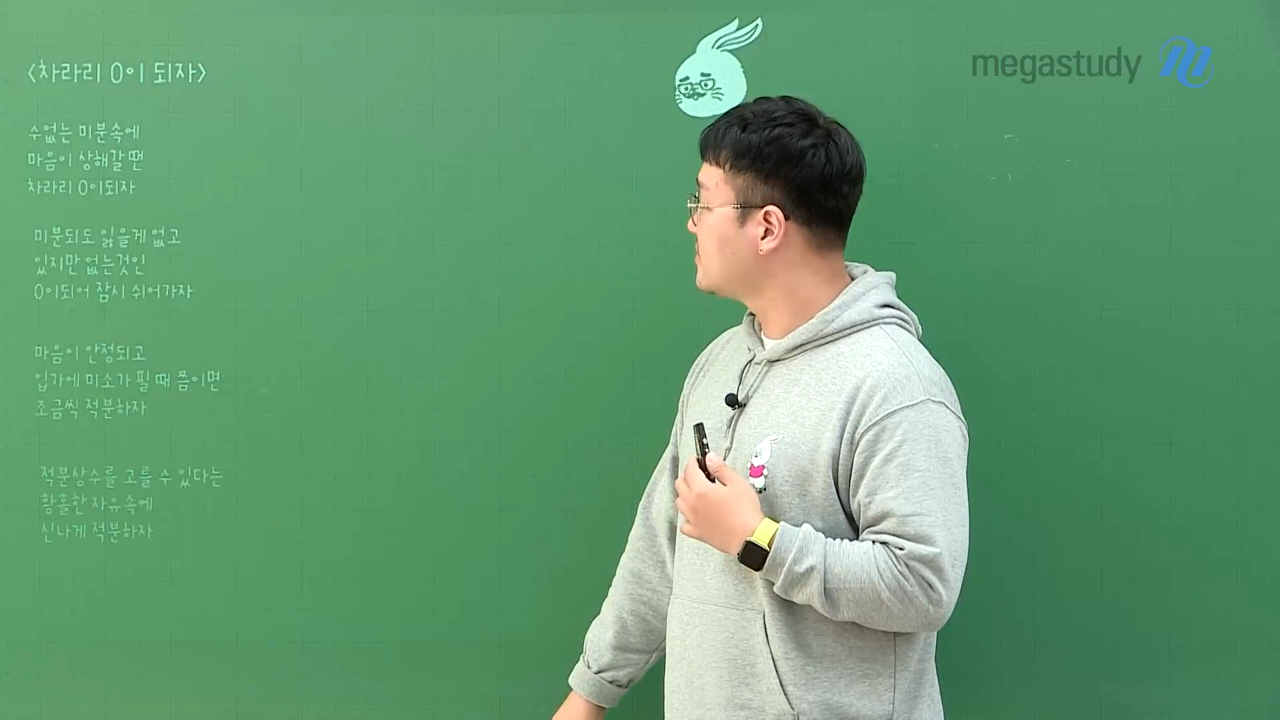 <차라리 0이 되자>
수없는 미분속에
마음이 상해갈땐
차라리 0이되자
미분되도 잃을게 없고
있지만 없는것인
0이되어 잠시 쉬어가자
마음이 안정되고
입가에 미소가 필 때 쯤이면
조금씩 적분하자
적분상수를 고를 수 있다는
황홀한 자유속에
신나게 적분하자
megastudy